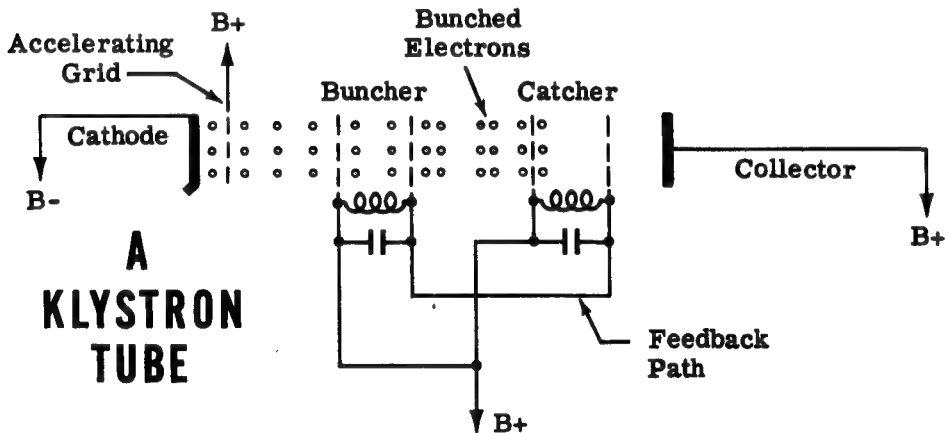 B+
Accelerating
Grid
Bunched
Electrons
Buncher
Catcher
Cathode
Collector
B-
B+
A
KLYSTRON
TUBE
Feedback
Path
B+